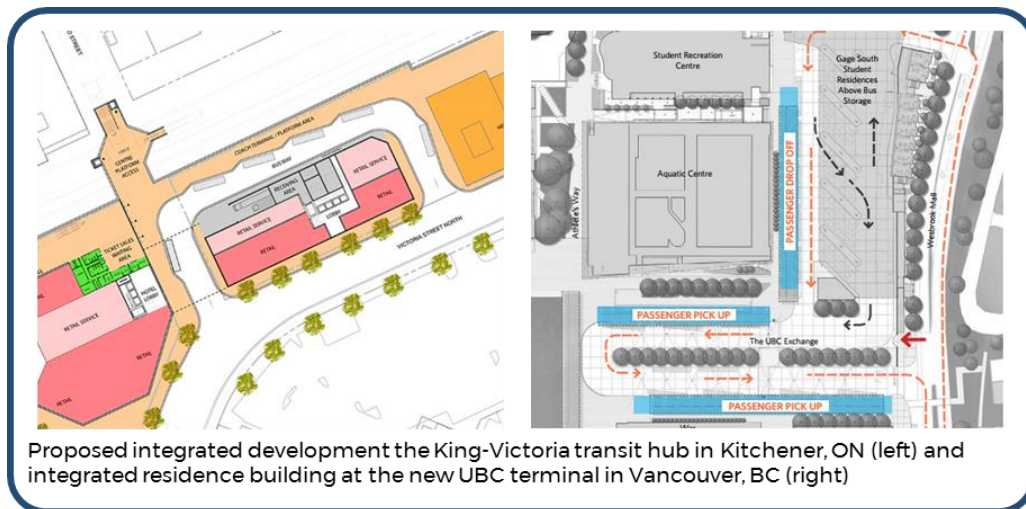 STREET
CENTRE
PLATFORM
ACCESS
COACH TERMINAL / PLATFORM AREA
BUSWAY
RECEIVING
AREA
RETAIL SERVICE
LOBBY
RETAIL SERVICE
RETAIL
RETAIL
VICTORIA STREET NORTH
TICKET SALES
WAITING
AREA
HOTEL
LOBBY
RETAIL SERVICE
RETAIL
RETAIL
Student Recreation
Centre
Gage South
Student
Residences
Above Bus
Storage
Aquatic Centre
Athlete's Way
PASSENGER DROP OFF
Wesbrook Mall
PASSENGER PICK UP
The UBC Exchange
PASSENGER PICK UP
Way
Proposed integrated development the King-Victoria transit hub in Kitchener, ON (left) and
integrated residence building at the new UBC terminal in Vancouver, BC (right)